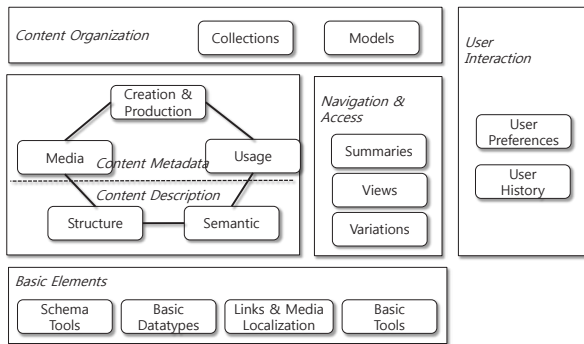 Content Organization
Collections
Models
User
Interaction
Creation &
Production
Media
Content Metadada
Usage
Content Description
Structure
Semantic
Navigation &
Access
Summaries
Views
Variations
User
Preferences
User
History
Basic Elements
Schema
Tools
Basic
Datatypes
Links & Media
Localization
Basic
Tools